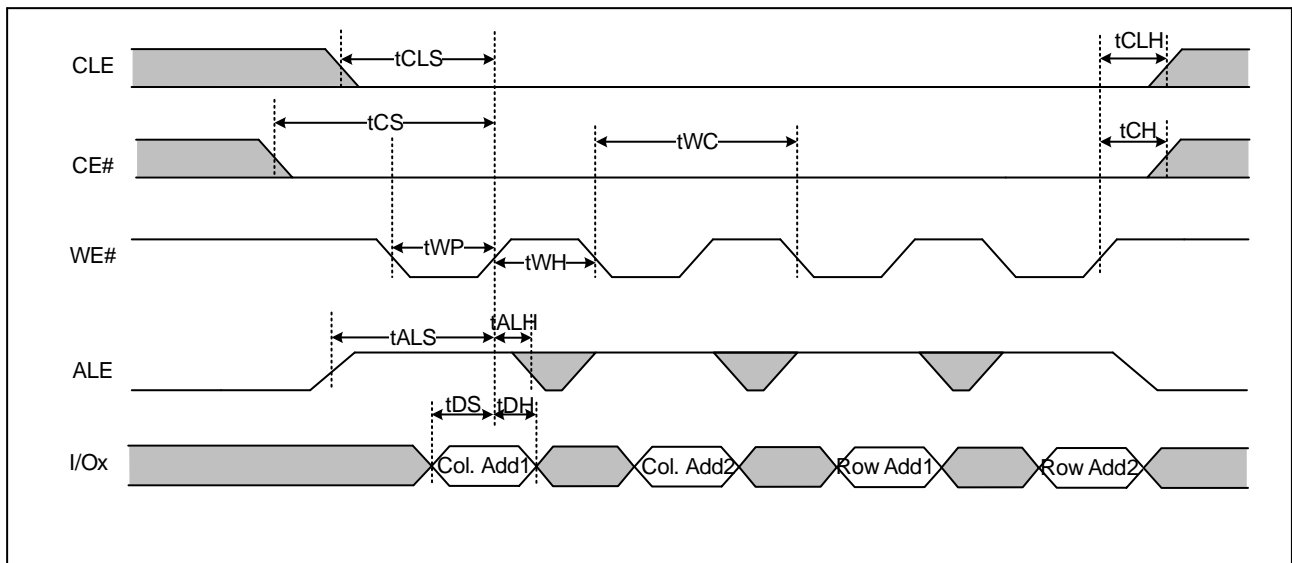 CLE
tCLS
tCLH
CE#
tCS
tWC
tCH
WE#
tWP
tWH
ALE
tALS
tALH
tDS
tDH
I/Ox
Col. Add1
Col. Add2
Row Add1
Row Add2